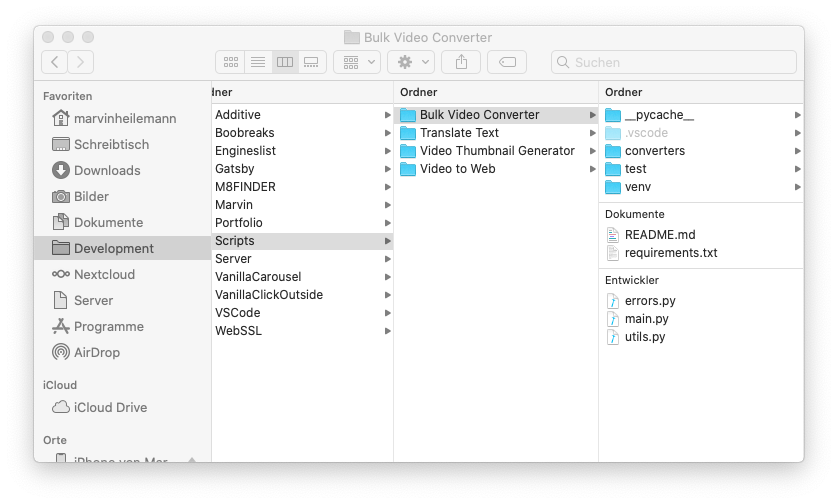 Bulk Video Converter
Suchen
Favoriten
marvinheilemann
Schreibtisch
Downloads
Bilder
Dokumente
Development
Nextcloud
Server
Programme
AirDrop
iCloud
iCloud Drive
Orte
iPhone von Mar
dner
Additive
Boobreaks
Engineslist
Gatsby
M8FINDER
Marvin
Portfolio
Scripts
Server
VanillaCarousel
VanillaClickOutside
VSCode
WebSSL
Ordner
Bulk Video Converter
Translate Text
Video Thumbnail Generator
Video to Web
Ordner
__pycache__
.vscode
converters
test
venv
Dokumente
README.md
requirements.txt
Entwickler
errors.py
main.py
utils.py